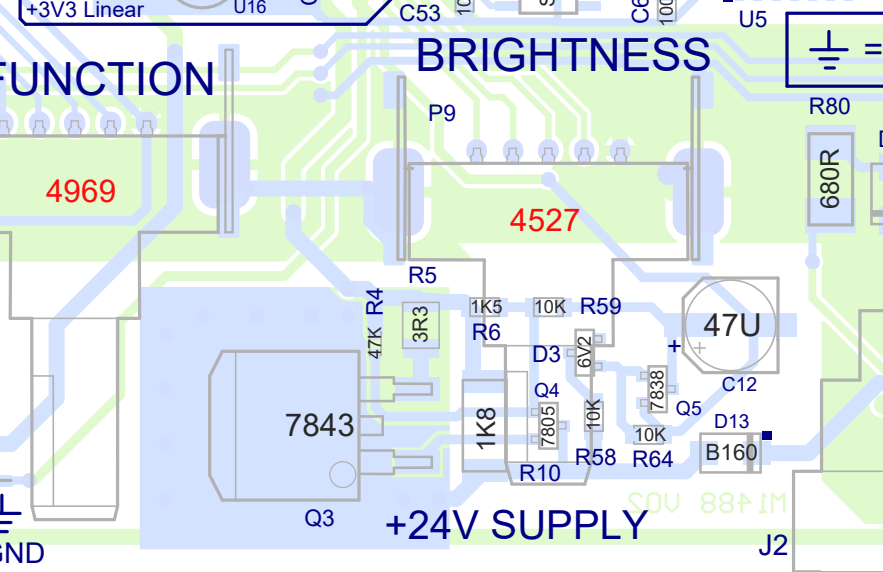 +3V3 Linear
U16
C53
U5
BRIGHTNESS
FUNCTION
=
P9
R80
680R
4969
4527
R5
R4
47K
3R3
1K5
10K
R59
R6
47U
+
D3
6V2
C12
Q4
7838
Q5
7843
1K8
7805
10K
10K
D13
B160
R10
R58
R64
M1488 V02
Q3
+24V SUPPLY
J2
GND